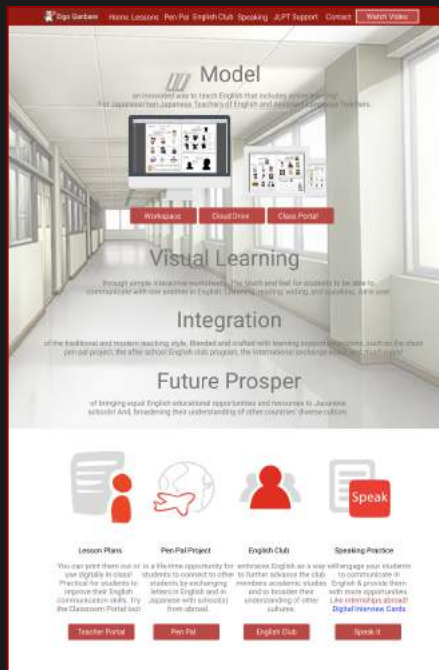 Eigo Ganbare Home Lessons Pen Pal English Club Speaking JLPT Support Contact Watch Video
Model
an innovated way to teach English that includes
For Japanese/non Japanese Teachers of English and Assistant Language Teachers
Workspace Cloud Drive Class Portal
Visual Learning
through simple interactive worksheets. The touch and feel for students to be able to
communicate with one another in English. Listening, reading, writing, and speaking.
Integration
of the traditional and modern teaching style. Blended and crafted with learning support such as the class
pen pal project, the after school English club program, the international exchange and much more!
Future Prosper
of bringing equal English educational opportunities and resources to Japanese
schools! And, broadening their understanding of other countries' diverse culture.
Speak
Lesson Plans
You can print them out or
use digitally in class!
Practical for students to
improve their English
communication skills. Try
the Classroom Portal too!
Teacher Portal
Pen Pal Project
is a life-time opportunity for
students to connect to other
students by exchanging
letters in English and in
Japanese with school(s)
from abroad.
Pen Pal
English Club
embraces English as a way
to further advance the club
members academic studies
and to broaden their
understanding of other
cultures.
English Club
Speaking Practice
will engage your students
to communicate in
English & provide them
with more opportunities.
Like internships abroad!
Digital Interview Cards
Speak It